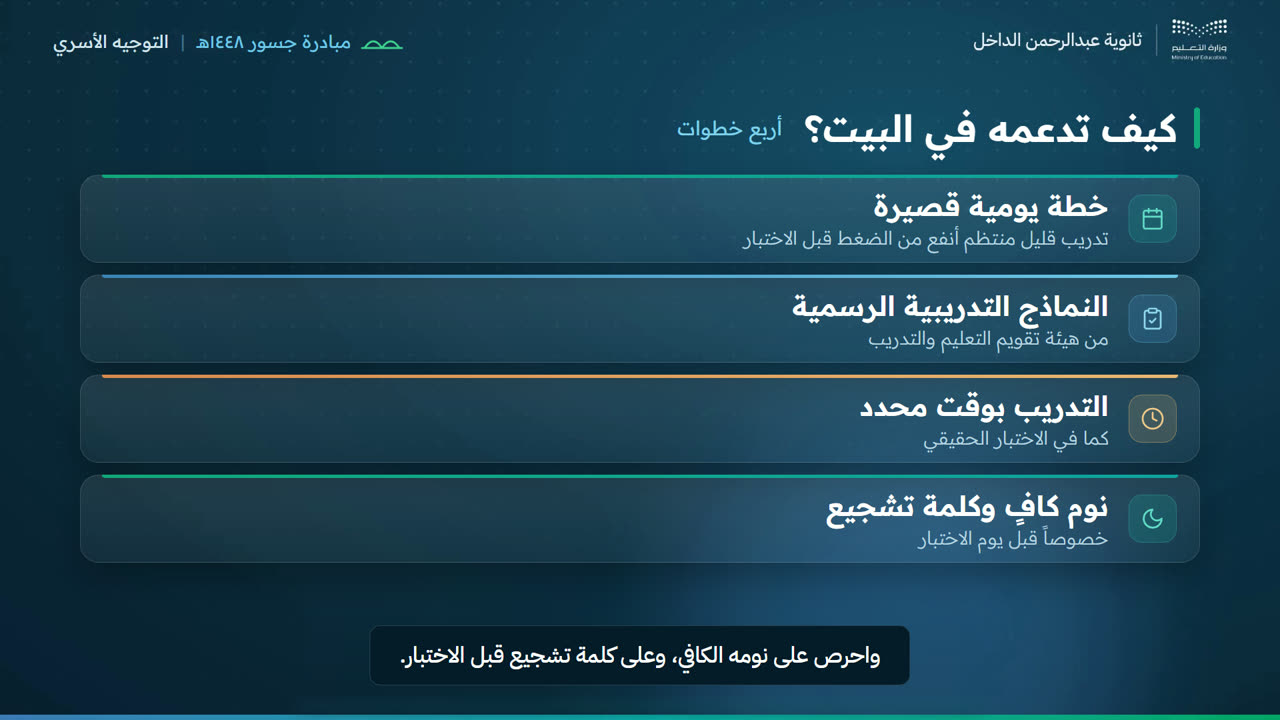 وزارة التعليم
Ministry of Education
ثانوية عبدالرحمن الداخل
مبادرة جسور ١٤٤٨هـ | التوجيه الأسري
كيف تدعمه في البيت؟ أربع خطوات
خطة يومية قصيرة
تدريب قليل منتظم أنفع من الضغط قبل الاختبار
النماذج التدريبية الرسمية
من هيئة تقويم التعليم والتدريب
التدريب بوقت محدد
كما في الاختبار الحقيقي
نوم كافٍ وكلمة تشجيع
خصوصاً قبل يوم الاختبار
واحرص على نومه الكافي، وعلى كلمة تشجيع قبل الاختبار.